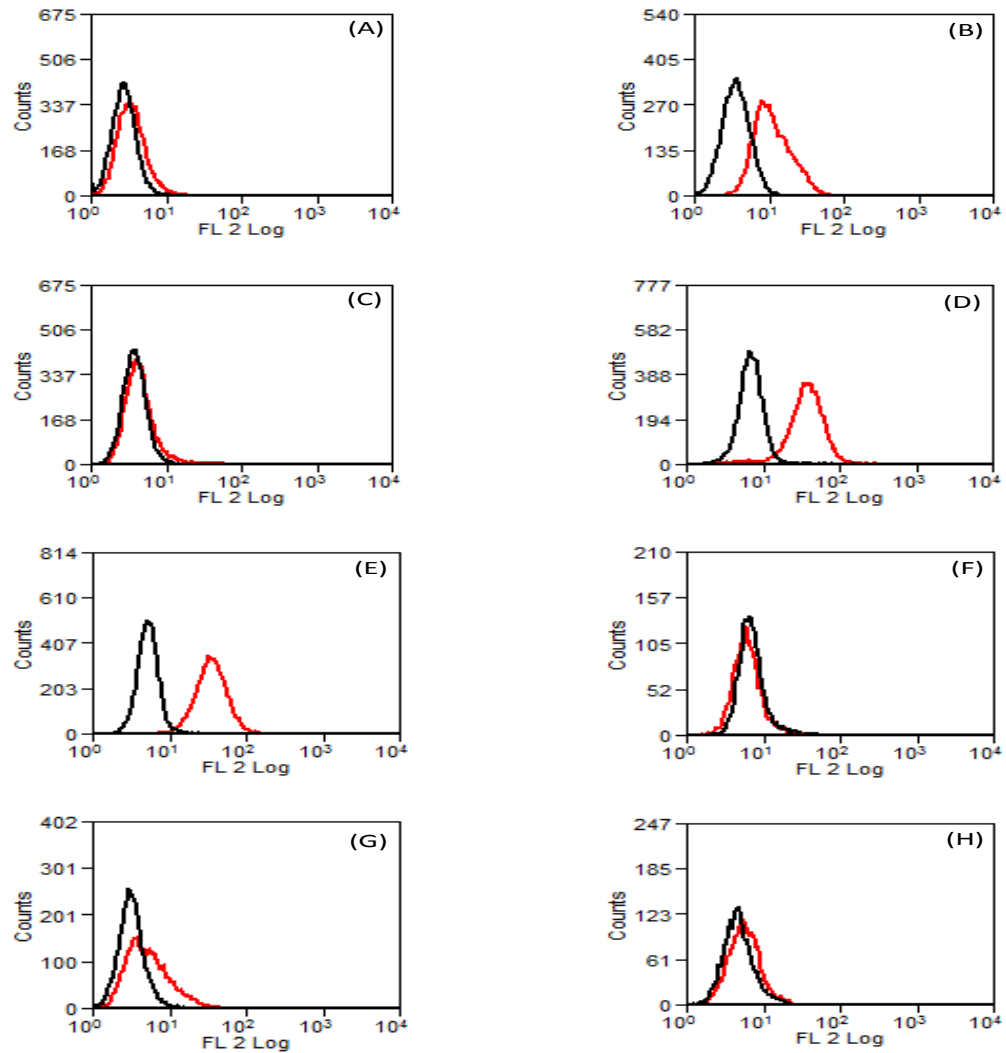 675
506
337
168
0
Counts
(A)
10⁰ 10¹ 10² 10³ 10⁴
FL 2 Log
540
405
270
135
0
Counts
(B)
10⁰ 10¹ 10² 10³ 10⁴
FL 2 Log
675
506
337
168
0
Counts
(C)
10⁰ 10¹ 10² 10³ 10⁴
FL 2 Log
777
582
388
194
0
Counts
(D)
10⁰ 10¹ 10² 10³ 10⁴
FL 2 Log
814
610
407
203
0
Counts
(E)
10⁰ 10¹ 10² 10³ 10⁴
FL 2 Log
210
157
105
52
0
Counts
(F)
10⁰ 10¹ 10² 10³ 10⁴
FL 2 Log
402
301
201
100
0
Counts
(G)
10⁰ 10¹ 10² 10³ 10⁴
FL 2 Log
247
185
123
61
0
Counts
(H)
10⁰ 10¹ 10² 10³ 10⁴
FL 2 Log